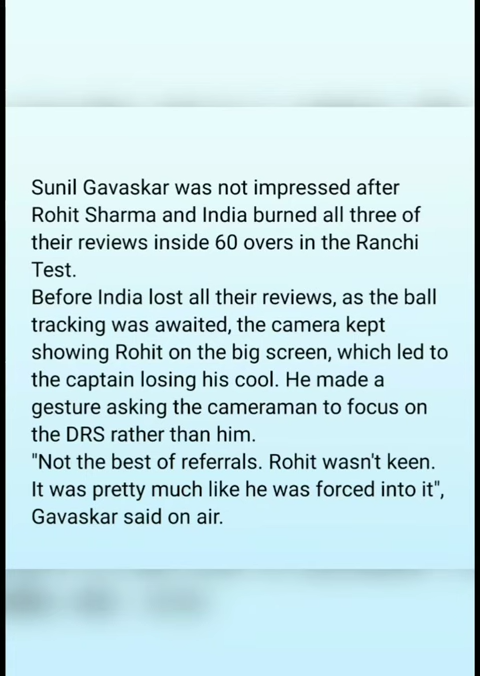 Sunil Gavaskar was not impressed after
Rohit Sharma and India burned all three of
their reviews inside 60 overs in the Ranchi
Test.
Before India lost all their reviews, as the ball
tracking was awaited, the camera kept
showing Rohit on the big screen, which led to
the captain losing his cool. He made a
gesture asking the cameraman to focus on
the DRS rather than him.
"Not the best of referrals. Rohit wasn't keen.
It was pretty much like he was forced into it",
Gavaskar said on air.